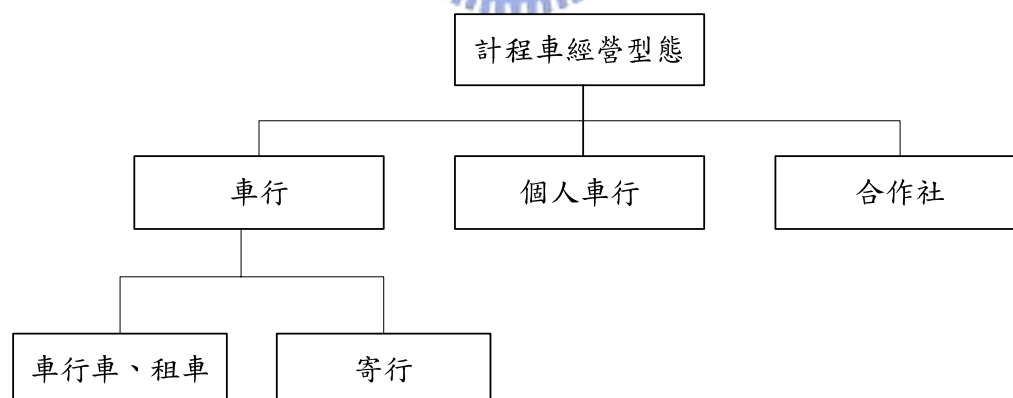 計程車經營型態
車行
個人車行
合作社
車行車、租車
寄行